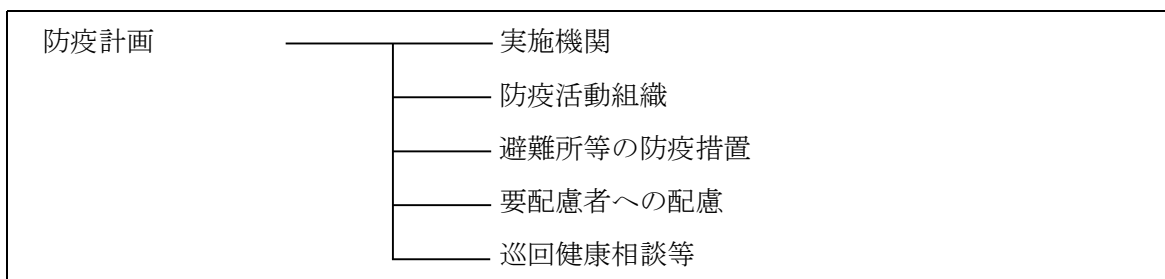 防疫計画 実施機関
防疫活動組織
避難所等の防疫措置
要配慮者への配慮
巡回健康相談等